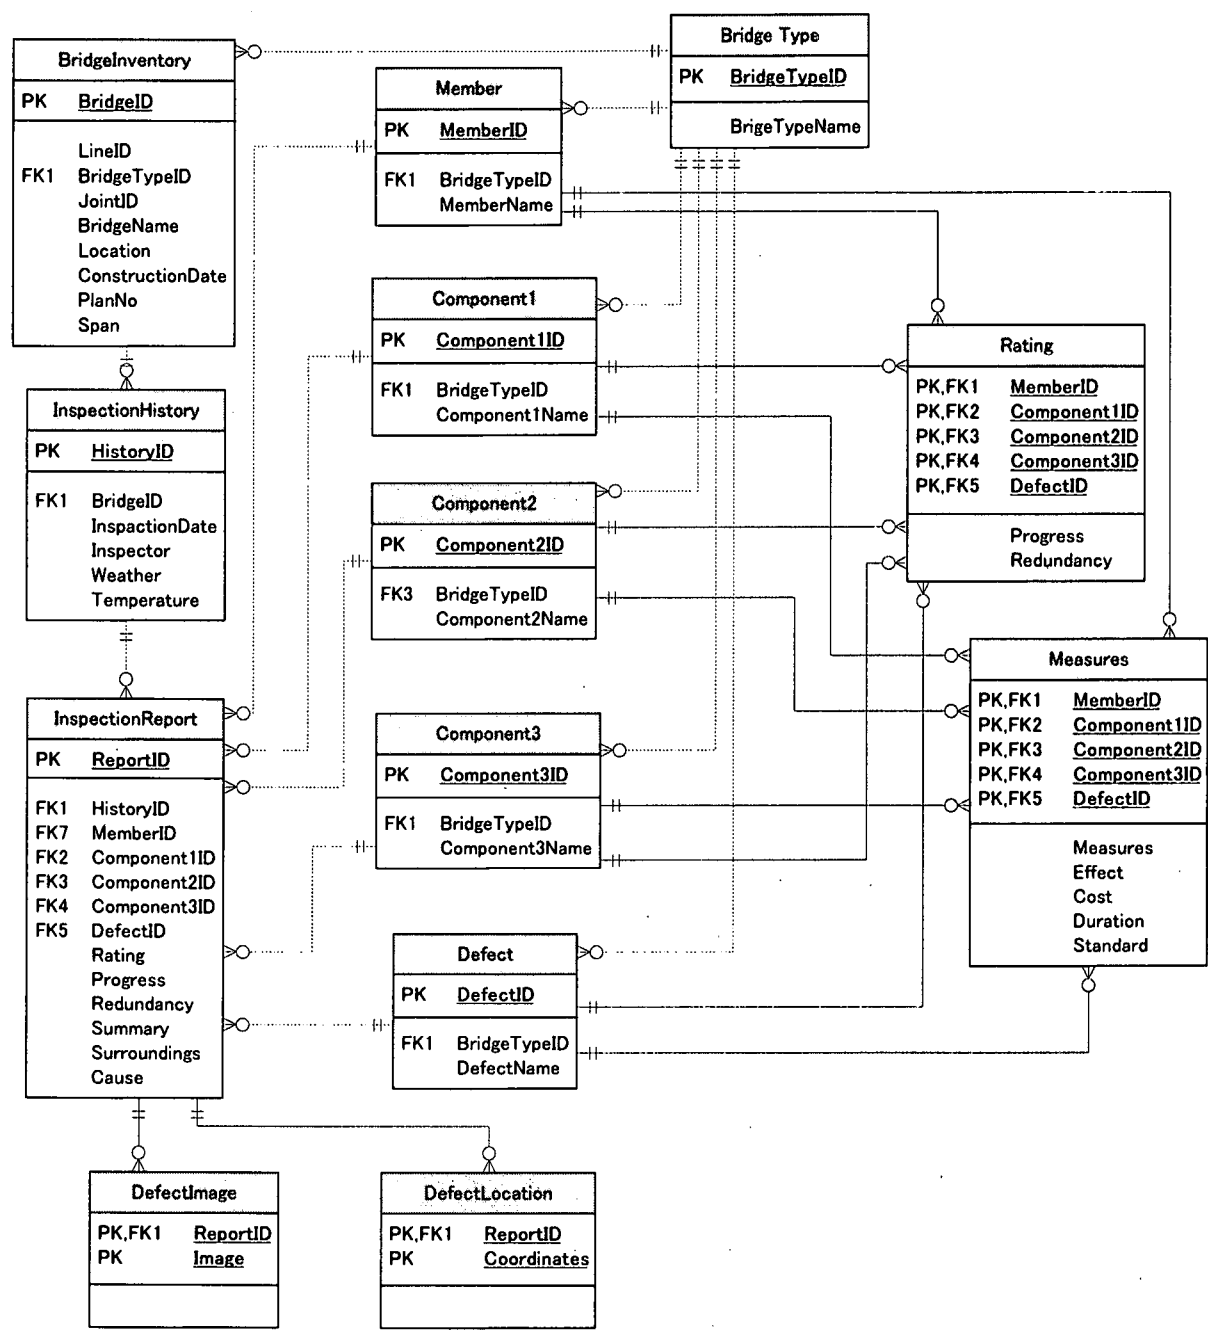 Bridge Type
PK BridgeTypeID
BrigeTypeName
BridgeInventory
PK BridgeID
LineID
FK1 BridgeTypeID
JointID
BridgeName
Location
ConstructionDate
PlanNo
Span
Member
PK MemberID
FK1 BridgeTypeID
MemberName
Component1
PK Component1ID
FK1 BridgeTypeID
Component1Name
Rating
PK,FK1 MemberID
PK,FK2 Component1ID
PK,FK3 Component2ID
PK,FK4 Component3ID
PK,FK5 DefectID
Progress
Redundancy
InspectionHistory
PK HistoryID
FK1 BridgeID
InspactionDate
Inspector
Weather
Temperature
Component2
PK Component2ID
FK3 BridgeTypeID
Component2Name
Measures
PK,FK1 MemberID
PK,FK2 Component1ID
PK,FK3 Component2ID
PK,FK4 Component3ID
PK,FK5 DefectID
Measures
Effect
Cost
Duration
Standard
InspectionReport
PK ReportID
FK1 HistoryID
FK7 MemberID
FK2 Component1ID
FK3 Component2ID
FK4 Component3ID
FK5 DefectID
Rating
Progress
Redundancy
Summary
Surroundings
Cause
Component3
PK Component3ID
FK1 BridgeTypeID
Component3Name
Defect
PK DefectID
FK1 BridgeTypeID
DefectName
DefectImage
PK,FK1 ReportID
PK Image
DefectLocation
PK,FK1 ReportID
PK Coordinates